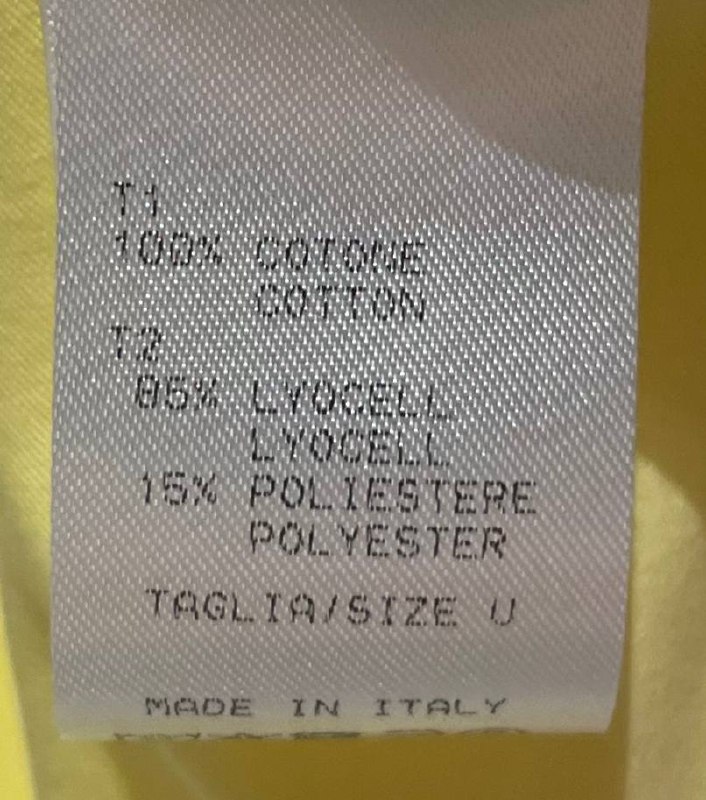 T1
100% COTONE
COTTON
T2
85% LYOCELL
LYOCELL
15% POLIESTERE
POLYESTER
TAGLIA/SIZE U
MADE IN ITALY